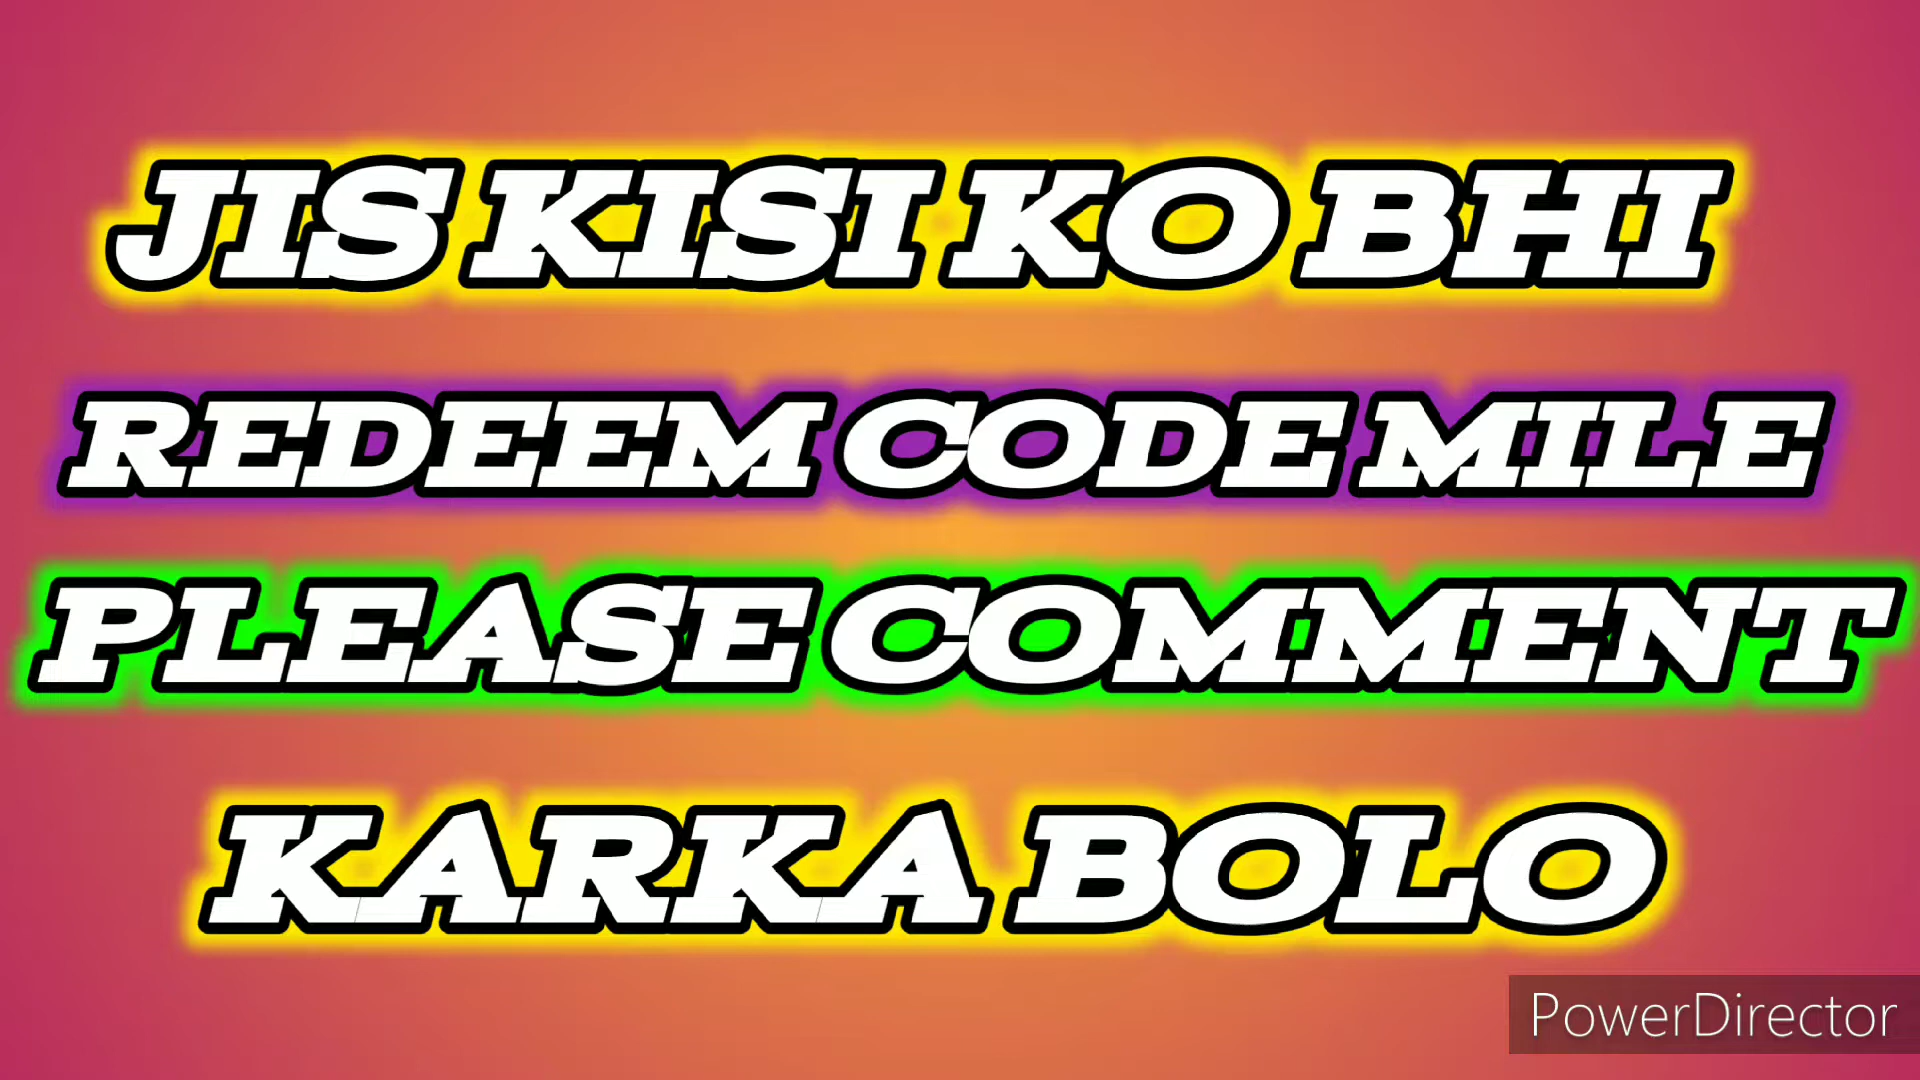 JIS KISI KO BHI
REDEEM CODE MILE
PLEASE COMMENT
KARKA BOLO
PowerDirector